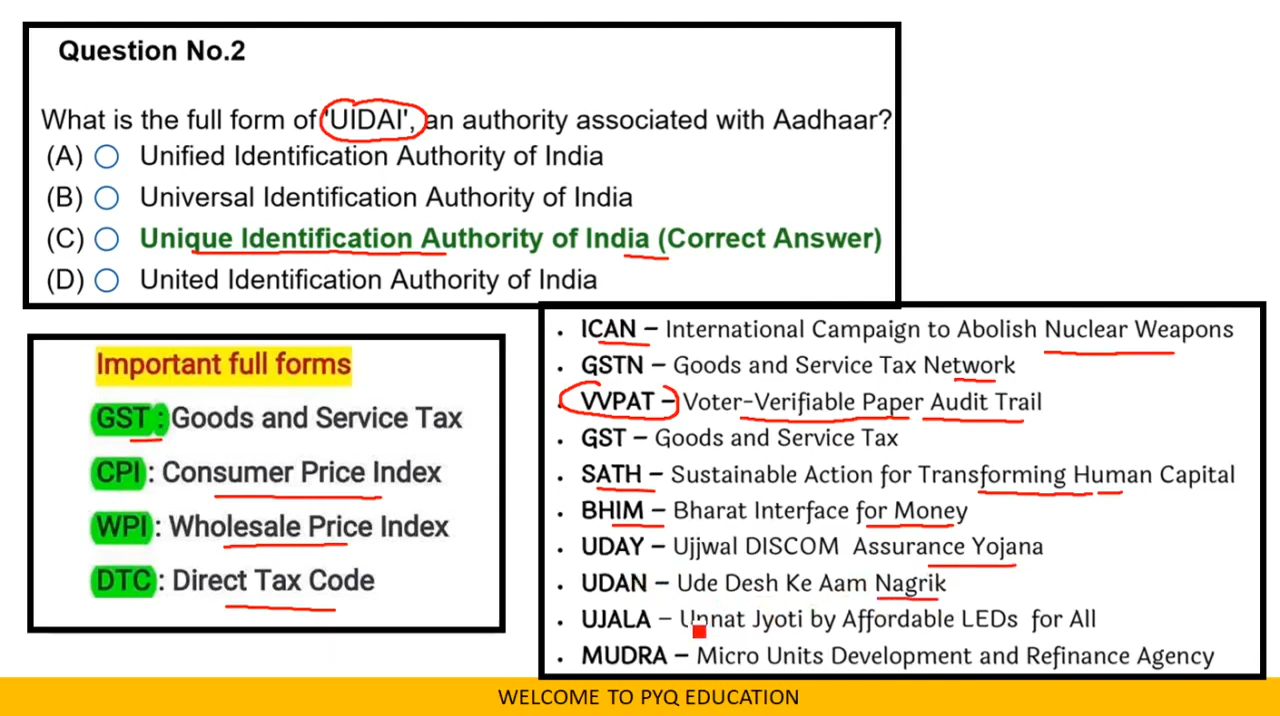 Question No.2
What is the full form of 'UIDAI', an authority associated with Aadhaar?
(A) Unified Identification Authority of India
(B) Universal Identification Authority of India
(C) Unique Identification Authority of India (Correct Answer)
(D) United Identification Authority of India
Important full forms
GST : Goods and Service Tax
CPI : Consumer Price Index
WPI : Wholesale Price Index
DTC : Direct Tax Code
• ICAN – International Campaign to Abolish Nuclear Weapons
• GSTN – Goods and Service Tax Network
• VVPAT – Voter-Verifiable Paper Audit Trail
• GST – Goods and Service Tax
• SATH – Sustainable Action for Transforming Human Capital
• BHIM – Bharat Interface for Money
• UDAY – Ujjwal DISCOM Assurance Yojana
• UDAN – Ude Desh Ke Aam Nagrik
• UJALA – Unnat Jyoti by Affordable LEDs for All
• MUDRA – Micro Units Development and Refinance Agency
WELCOME TO PYQ EDUCATION